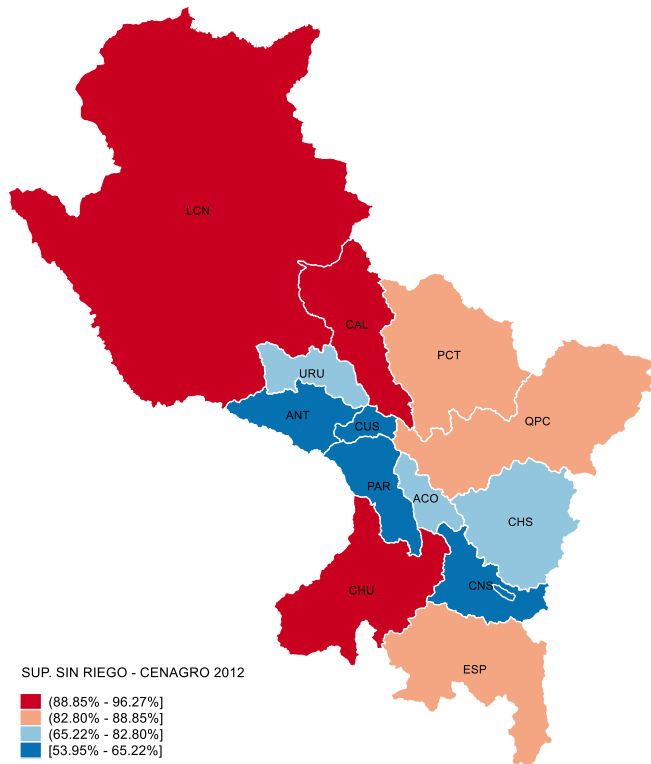 LCN
CAL
PCT
URU
ANT
CUS
QPC
PAR
ACO
CHS
CHU
CNS
ESP
SUP. SIN RIEGO - CENAGRO 2012
(88.85% - 96.27%]
(82.80% - 88.85%]
(65.22% - 82.80%]
[53.95% - 65.22%]